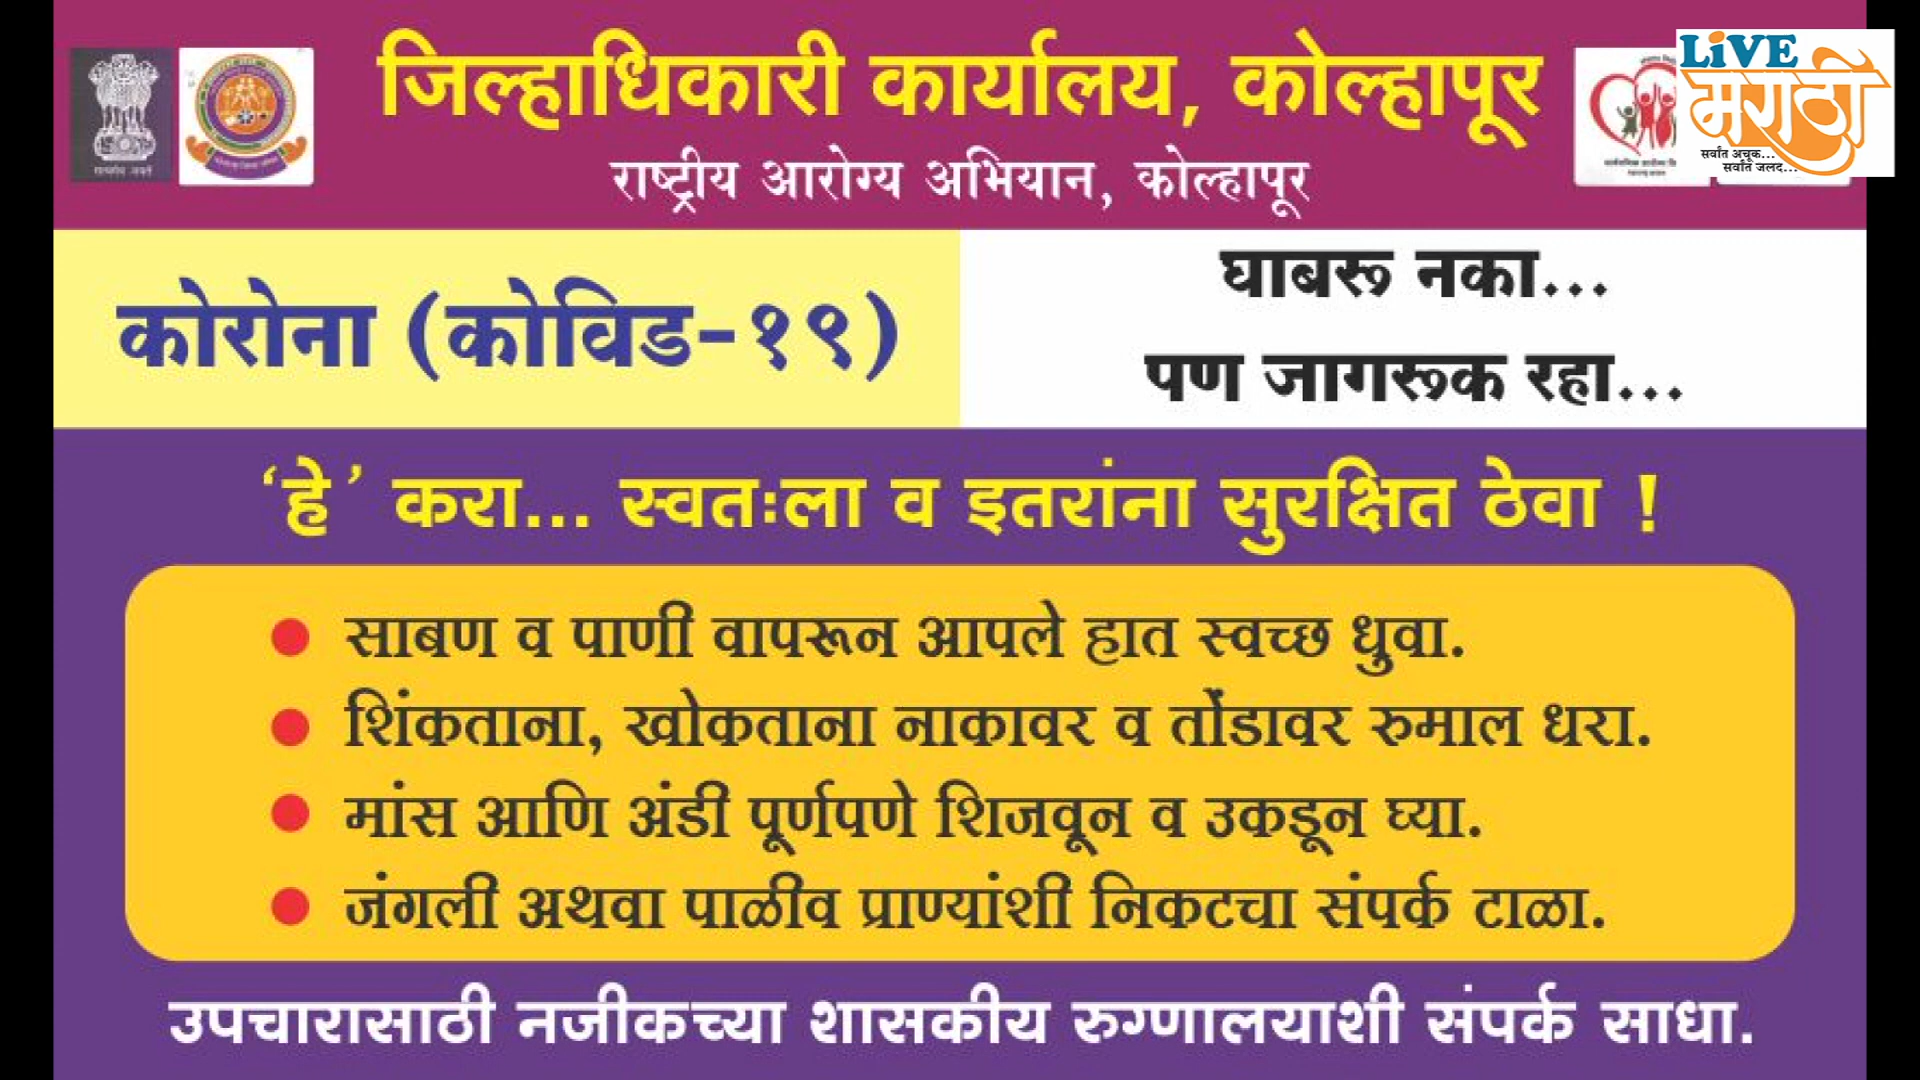 जिल्हाधिकारी कार्यालय, कोल्हापूर
राष्ट्रीय आरोग्य अभियान, कोल्हापूर
LiVE
मराठी
सर्वात अचूक...
सर्वात जलद...
कोरोना (कोविड-१९)
घाबरू नका...
पण जागरूक रहा...
‘हे’ करा... स्वतःला व इतरांना सुरक्षित ठेवा !
साबण व पाणी वापरून आपले हात स्वच्छ धुवा.
शिंकताना, खोकताना नाकावर व तोंडावर रुमाल धरा.
मांस आणि अंडी पूर्णपणे शिजवून व उकडून घ्या.
जंगली अथवा पाळीव प्राण्यांशी निकटचा संपर्क टाळा.
उपचारासाठी नजीकच्या शासकीय रुग्णालयाशी संपर्क साधा.